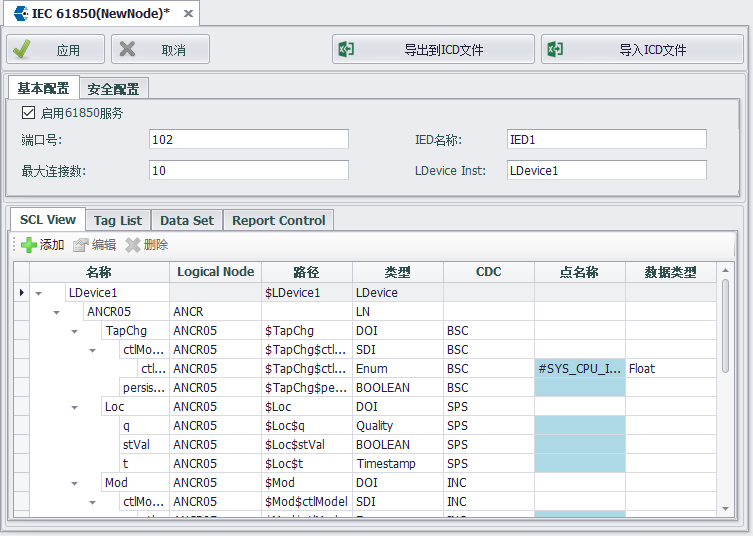 IEC 61850(NewNode)*
应用 取消 导出到ICD文件 导入ICD文件
基本配置 安全配置
启用61850服务
端口号: 102 IED名称: IED1
最大连接数: 10 LDevice Inst: LDevice1
SCL View Tag List Data Set Report Control
添加 编辑 删除
名称 Logical Node 路径 类型 CDC 点名称 数据类型
LDevice1 $LDevice1 LDevice
ANCR05 ANCR LN
TapChg ANCR05 $TapChg DOI BSC
ctlMo... ANCR05 $TapChg$ctl... SDI BSC
ctl... ANCR05 $TapChg$ctl... Enum BSC #SYS_CPU_I... Float
persis... ANCR05 $TapChg$pe... BOOLEAN BSC
Loc ANCR05 $Loc DOI SPS
q ANCR05 $Loc$q Quality SPS
stVal ANCR05 $Loc$stVal BOOLEAN SPS
t ANCR05 $Loc$t Timestamp SPS
Mod ANCR05 $Mod DOI INC
ctlMo... ANCR05 $Mod$ctlModel SDI INC